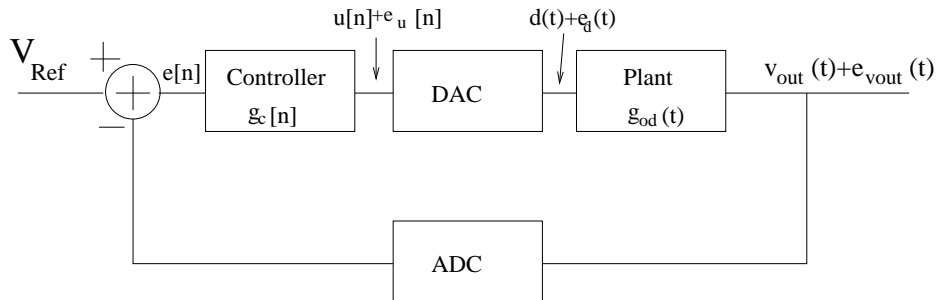 u[n]+e_u [n]
d(t)+e_d(t)
V_Ref
+
e[n]
Controller
g_c[n]
DAC
Plant
g_od(t)
v_out (t)+e_vout (t)
+
−
ADC